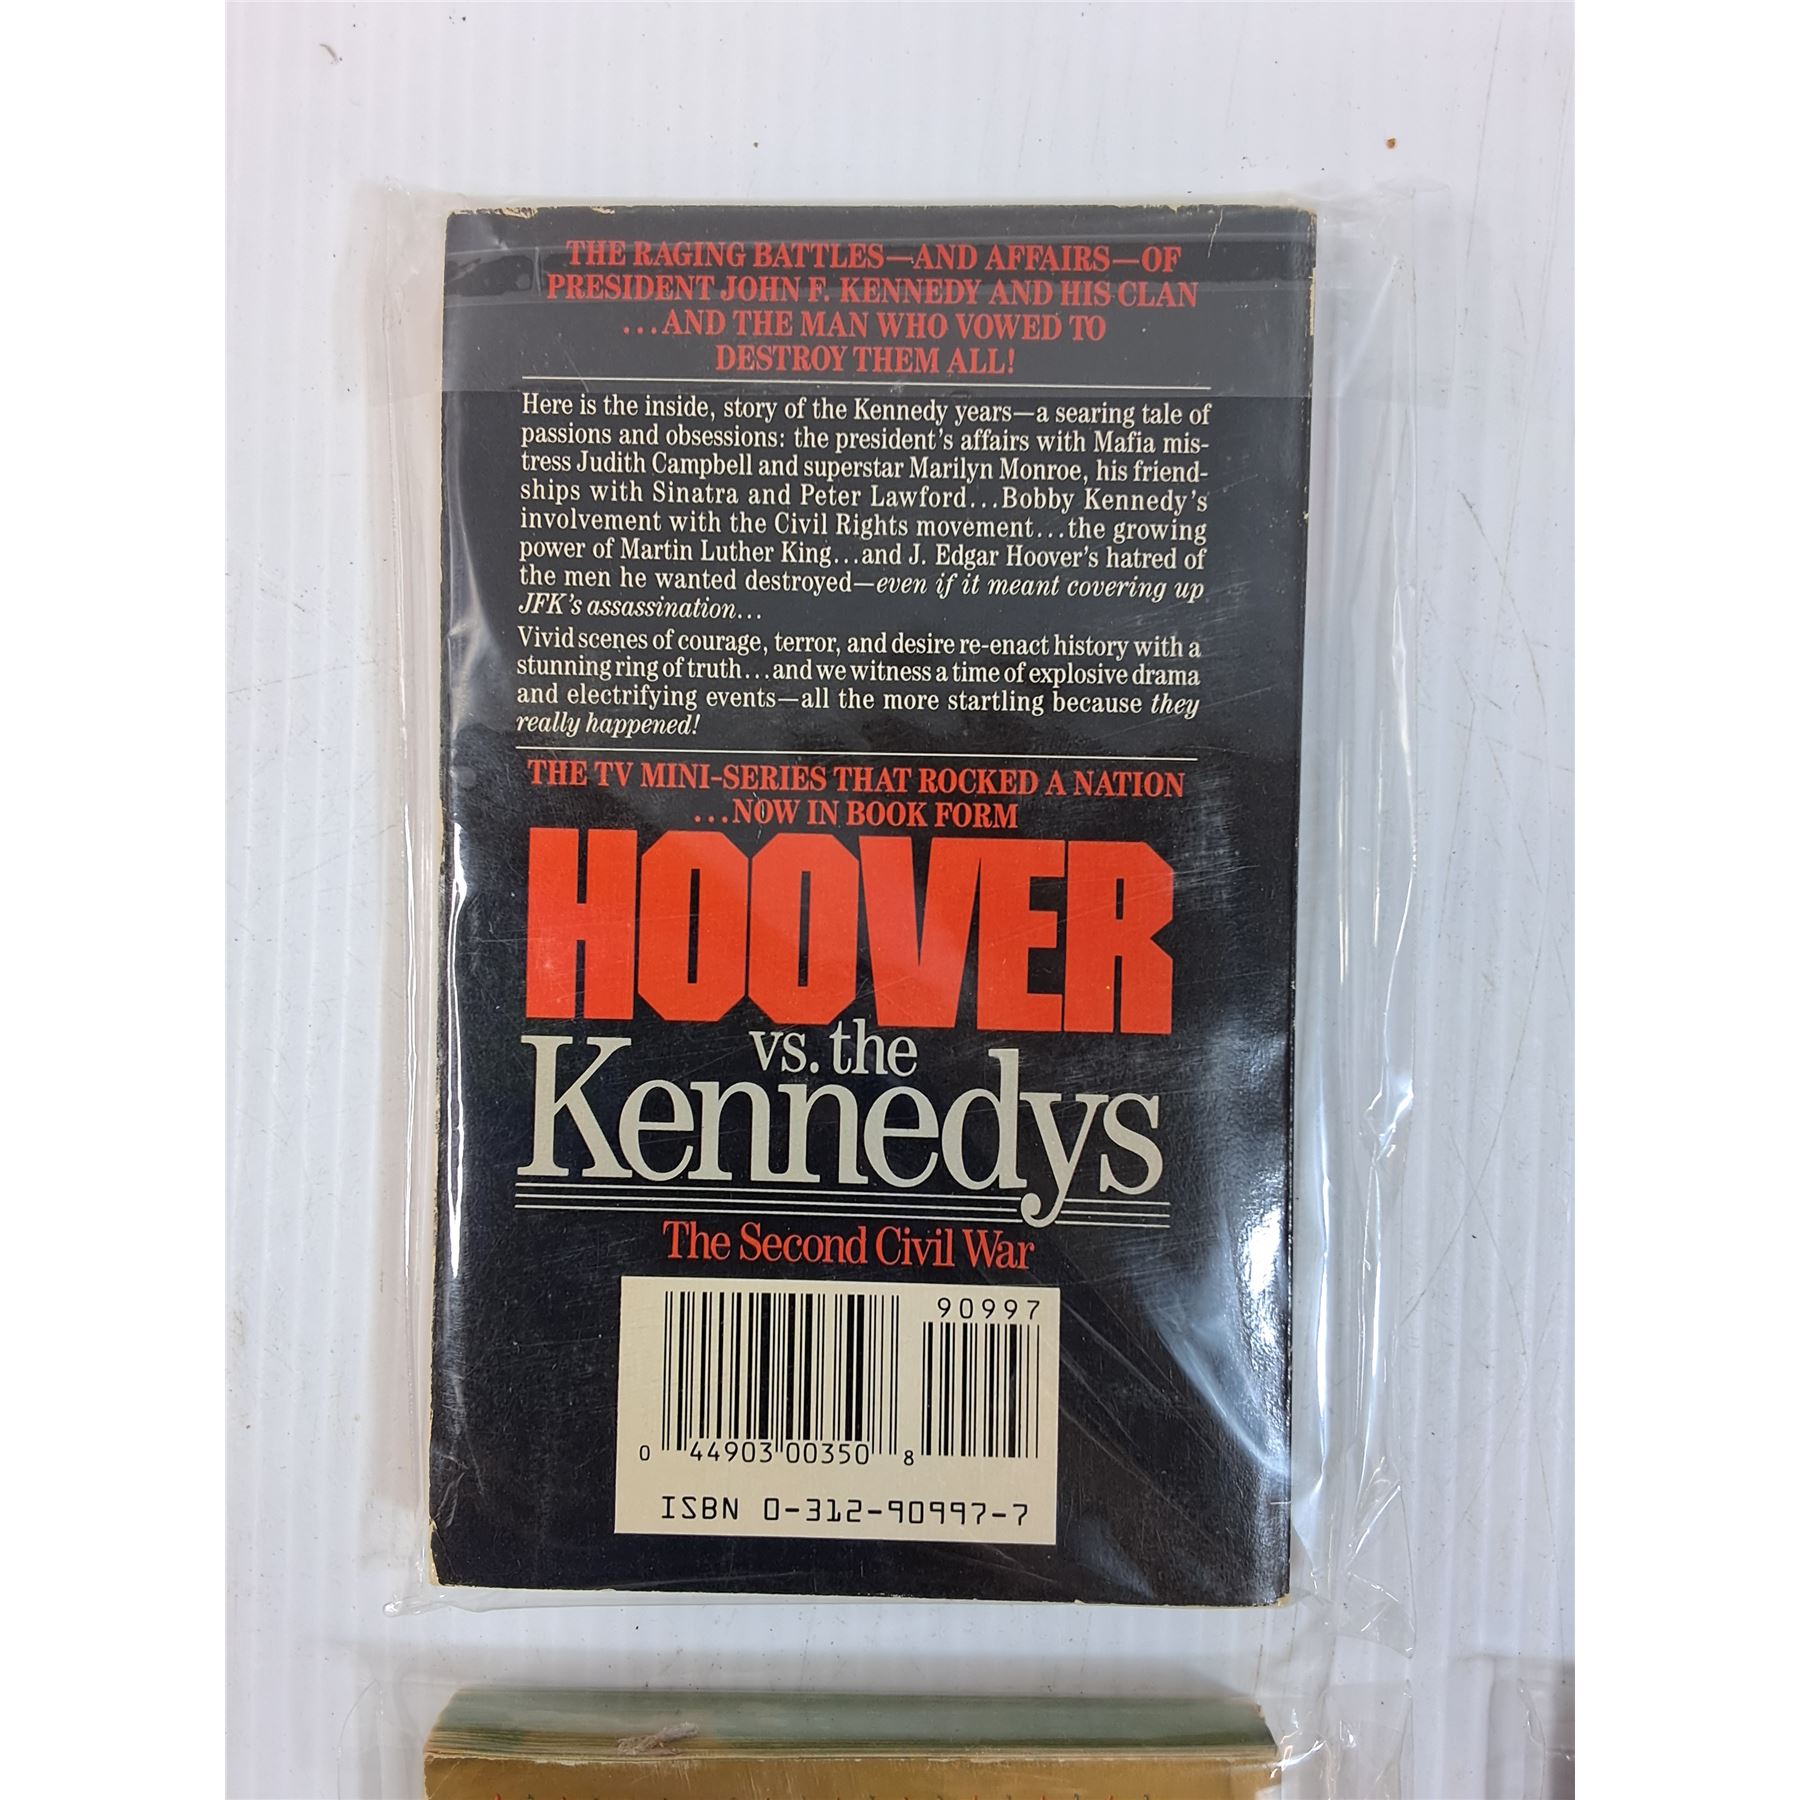 THE RAGING BATTLES—AND AFFAIRS—OF
PRESIDENT JOHN F. KENNEDY AND HIS CLAN
...AND THE MAN WHO VOWED TO
DESTROY THEM ALL!
Here is the inside, story of the Kennedy years—a searing tale of
passions and obsessions: the president's affairs with Mafia mis-
tress Judith Campbell and superstar Marilyn Monroe, his friend-
ships with Sinatra and Peter Lawford...Bobby Kennedy's
involvement with the Civil Rights movement...the growing
power of Martin Luther King...and J. Edgar Hoover's hatred of
the men he wanted destroyed—even if it meant covering up
JFK's assassination...
Vivid scenes of courage, terror, and desire re-enact history with a
stunning ring of truth...and we witness a time of explosive drama
and electrifying events—all the more startling because they
really happened!
THE TV MINI-SERIES THAT ROCKED A NATION
...NOW IN BOOK FORM
HOOVER
vs. the
Kennedys
The Second Civil War
90997
0 44903 00350 8
ISBN 0-312-90997-7